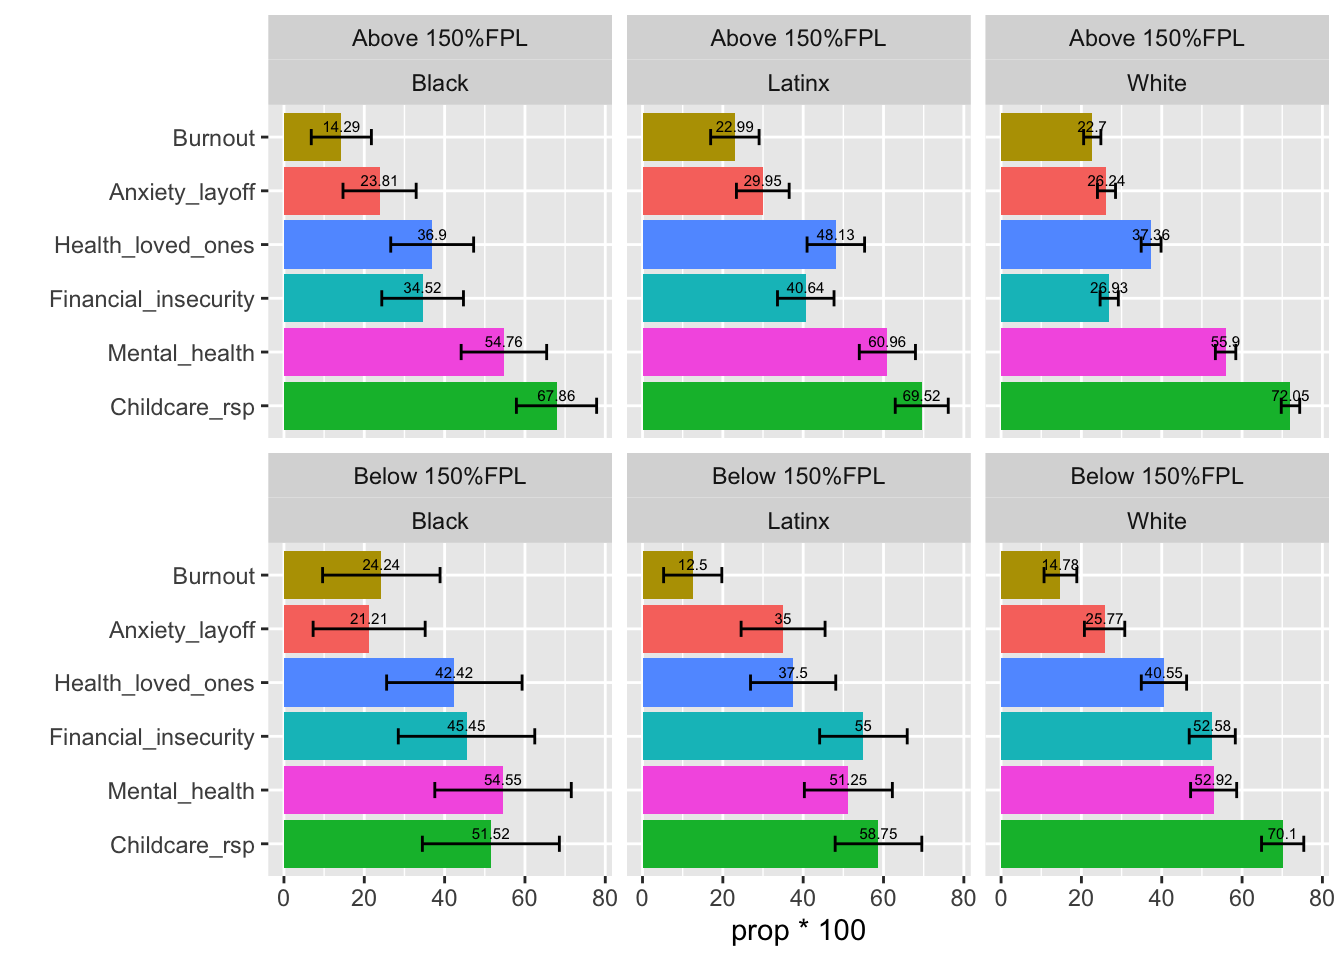 Above 150%FPL Above 150%FPL Above 150%FPL
Black Latinx White
Burnout 14.29 22.99 22.7
Anxiety_layoff 23.81 29.95 26.24
Health_loved_ones 36.9 48.13 37.36
Financial_insecurity 34.52 40.64 26.93
Mental_health 54.76 60.96 55.9
Childcare_rsp 67.86 69.52 72.05
Below 150%FPL Below 150%FPL Below 150%FPL
Black Latinx White
Burnout 24.24 12.5 14.78
Anxiety_layoff 21.21 35 25.77
Health_loved_ones 42.42 37.5 40.55
Financial_insecurity 45.45 55 52.58
Mental_health 54.55 51.25 52.92
Childcare_rsp 51.52 58.75 70.1
0 20 40 60 80 0 20 40 60 80 0 20 40 60 80
prop * 100